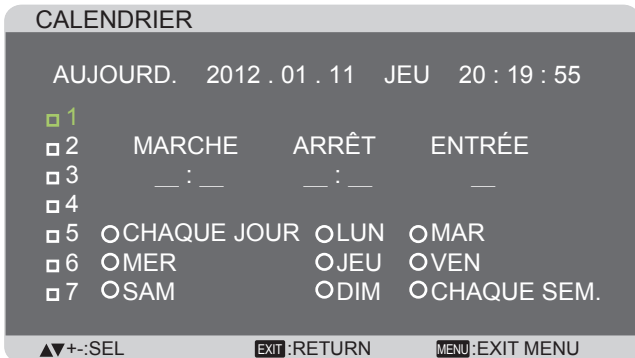 CALENDRIER
AUJOURD. 2012 . 01 . 11 JEU 20 : 19 : 55
1
2 MARCHE ARRÊT ENTRÉE
3 __ : __ __ : __ __
4
5 CHAQUE JOUR LUN MAR
6 MER JEU VEN
7 SAM DIM CHAQUE SEM.
▲▼+-:SEL EXIT:RETURN MENU:EXIT MENU